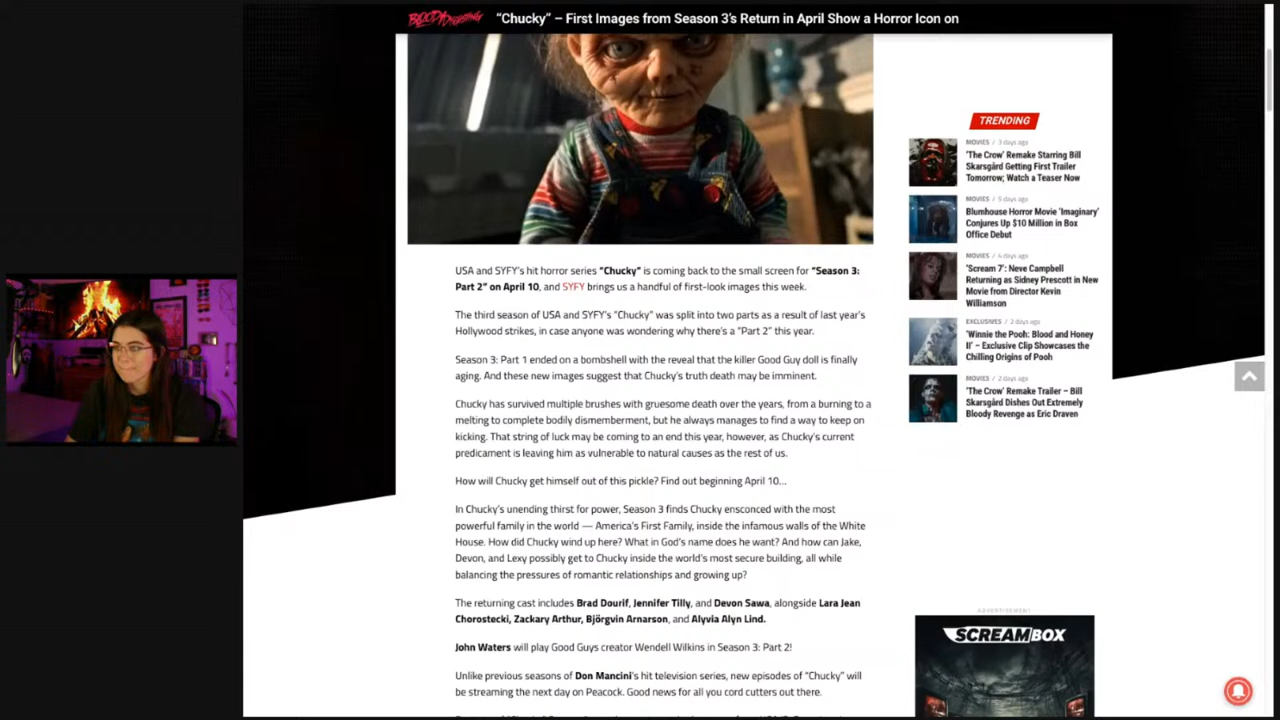 BLOODY DISGUSTING
"Chucky" – First Images from Season 3's Return in April Show a Horror Icon on
USA and SYFY's hit horror series "Chucky" is coming back to the small screen for "Season 3:
Part 2" on April 10, and SYFY brings us a handful of first-look images this week.
The third season of USA and SYFY's "Chucky" was split into two parts as a result of last year's
Hollywood strikes, in case anyone was wondering why there's a "Part 2" this year.
Season 3: Part 1 ended on a bombshell with the reveal that the killer Good Guy doll is finally
aging. And these new images suggest that Chucky's truth death may be imminent.
Chucky has survived multiple brushes with gruesome death over the years, from a burning to a
melting to complete bodily dismemberment, but he always manages to find a way to keep on
kicking. That string of luck may be coming to an end this year, however, as Chucky's current
predicament is leaving him as vulnerable to natural causes as the rest of us.
How will Chucky get himself out of this pickle? Find out beginning April 10...
In Chucky's unending thirst for power, Season 3 finds Chucky ensconced with the most
powerful family in the world — America's First Family, inside the infamous walls of the White
House. How did Chucky wind up here? What in God's name does he want? And how can Jake,
Devon, and Lexy possibly get to Chucky inside the world's most secure building, all while
balancing the pressures of romantic relationships and growing up?
The returning cast includes Brad Dourif, Jennifer Tilly, and Devon Sawa, alongside Lara Jean
Chorostecki, Zackary Arthur, Björgvin Arnarson, and Alyvia Alyn Lind.
John Waters will play Good Guys creator Wendell Wilkins in Season 3: Part 2!
Unlike previous seasons of Don Mancini's hit television series, new episodes of "Chucky" will
be streaming the next day on Peacock. Good news for all you cord cutters out there.
TRENDING
MOVIES / 3 days ago
'The Crow' Remake Starring Bill
Skarsgård Getting First Trailer
Tomorrow; Watch a Teaser Now
MOVIES / 5 days ago
Blumhouse Horror Movie 'Imaginary'
Conjures Up $10 Million in Box
Office Debut
MOVIES / 4 days ago
'Scream 7': Neve Campbell
Returning as Sidney Prescott in New
Movie from Director Kevin
Williamson
EXCLUSIVES / 2 days ago
'Winnie the Pooh: Blood and Honey
II' – Exclusive Clip Showcases the
Chilling Origins of Pooh
MOVIES / 2 days ago
'The Crow' Remake Trailer – Bill
Skarsgård Dishes Out Extremely
Bloody Revenge as Eric Draven
ADVERTISEMENT
SCREAMBOX